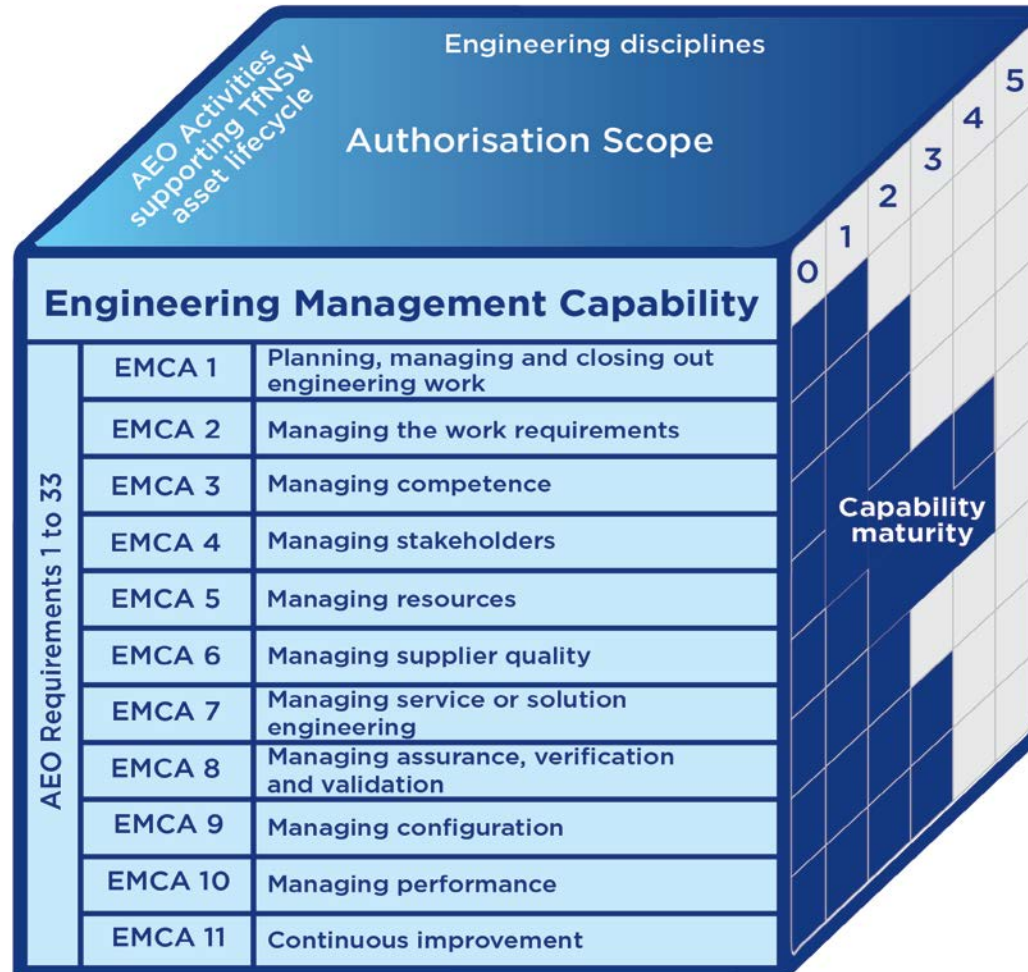 Engineering disciplines
AEO Activities
supporting TfNSW
asset lifecycle
Authorisation Scope
0 1 2 3 4 5
Engineering Management Capability
AEO Requirements 1 to 33
EMCA 1
Planning, managing and closing out
engineering work
EMCA 2
Managing the work requirements
EMCA 3
Managing competence
EMCA 4
Managing stakeholders
EMCA 5
Managing resources
EMCA 6
Managing supplier quality
EMCA 7
Managing service or solution
engineering
EMCA 8
Managing assurance, verification
and validation
EMCA 9
Managing configuration
EMCA 10
Managing performance
EMCA 11
Continuous improvement
Capability
maturity